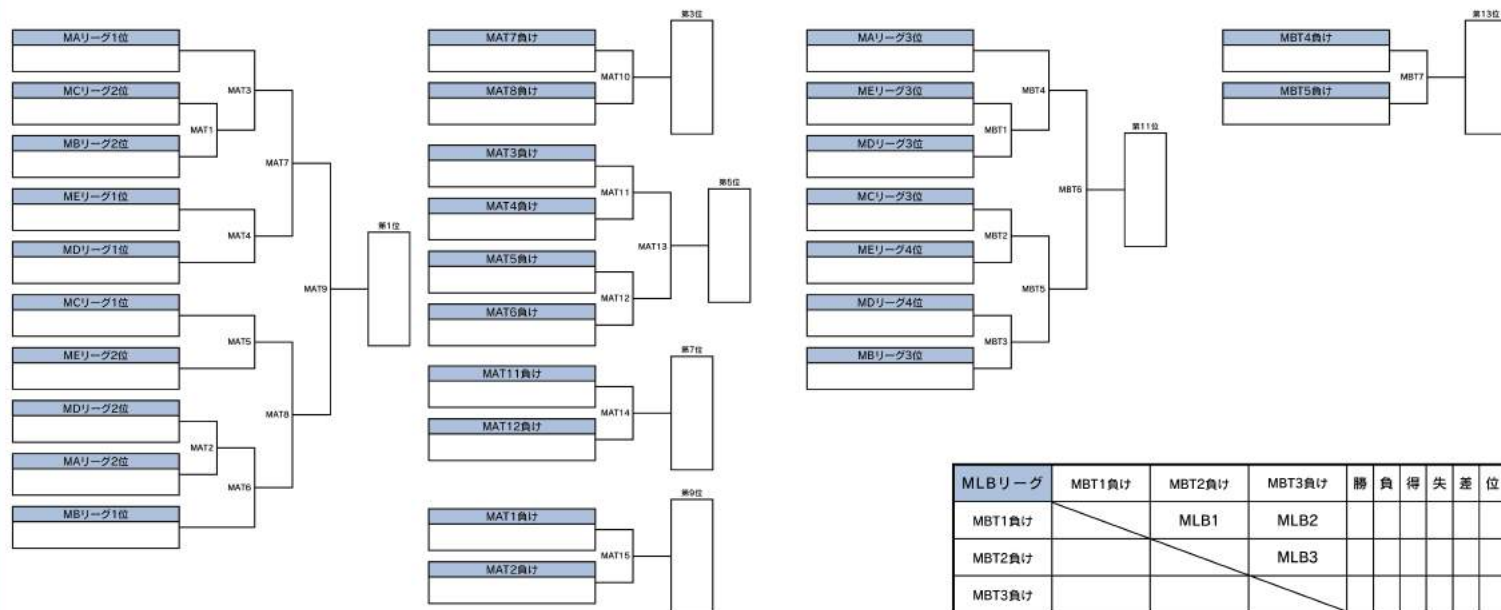 MAリーグ1位
MCリーグ2位
MBリーグ2位
MEリーグ1位
MDリーグ1位
MCリーグ1位
MEリーグ2位
MDリーグ2位
MAリーグ2位
MBリーグ1位
MAT1
MAT2
MAT3
MAT4
MAT5
MAT6
MAT7
MAT8
MAT9
第1位
MAT7負け
MAT8負け
MAT10
第3位
MAT3負け
MAT4負け
MAT5負け
MAT6負け
MAT11
MAT12
MAT13
第5位
MAT11負け
MAT12負け
MAT14
第7位
MAT1負け
MAT2負け
MAT15
第9位
MAリーグ3位
MEリーグ3位
MDリーグ3位
MCリーグ3位
MEリーグ4位
MDリーグ4位
MBリーグ3位
MBT1
MBT2
MBT3
MBT4
MBT5
MBT6
第11位
MBT4負け
MBT5負け
MBT7
第13位
MLBリーグ MBT1負け MBT2負け MBT3負け 勝 負 得 失 差 位
MBT1負け MLB1 MLB2
MBT2負け MLB3
MBT3負け